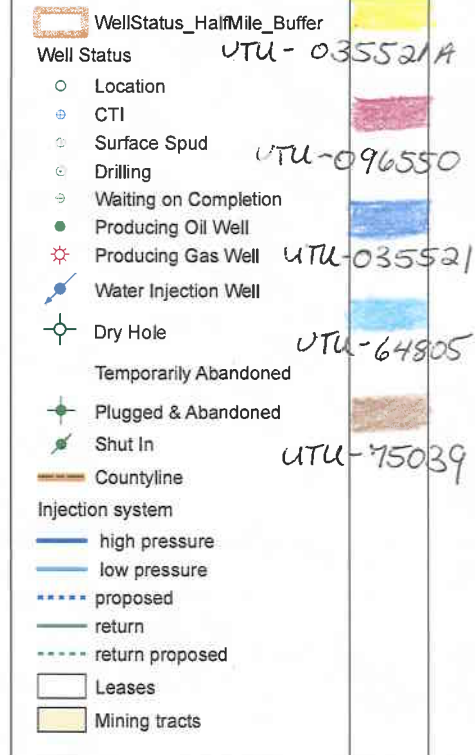 WellStatus_HalfMile_Buffer
Well Status
Location
CTI
Surface Spud
Drilling
Waiting on Completion
Producing Oil Well
Producing Gas Well
Water Injection Well
Dry Hole
Temporarily Abandoned
Plugged & Abandoned
Shut In
Countyline
Injection system
high pressure
low pressure
proposed
return
return proposed
Leases
Mining tracts
UTU-035521A
UTU-096550
UTU-035521
UTU-64805
UTU-75039